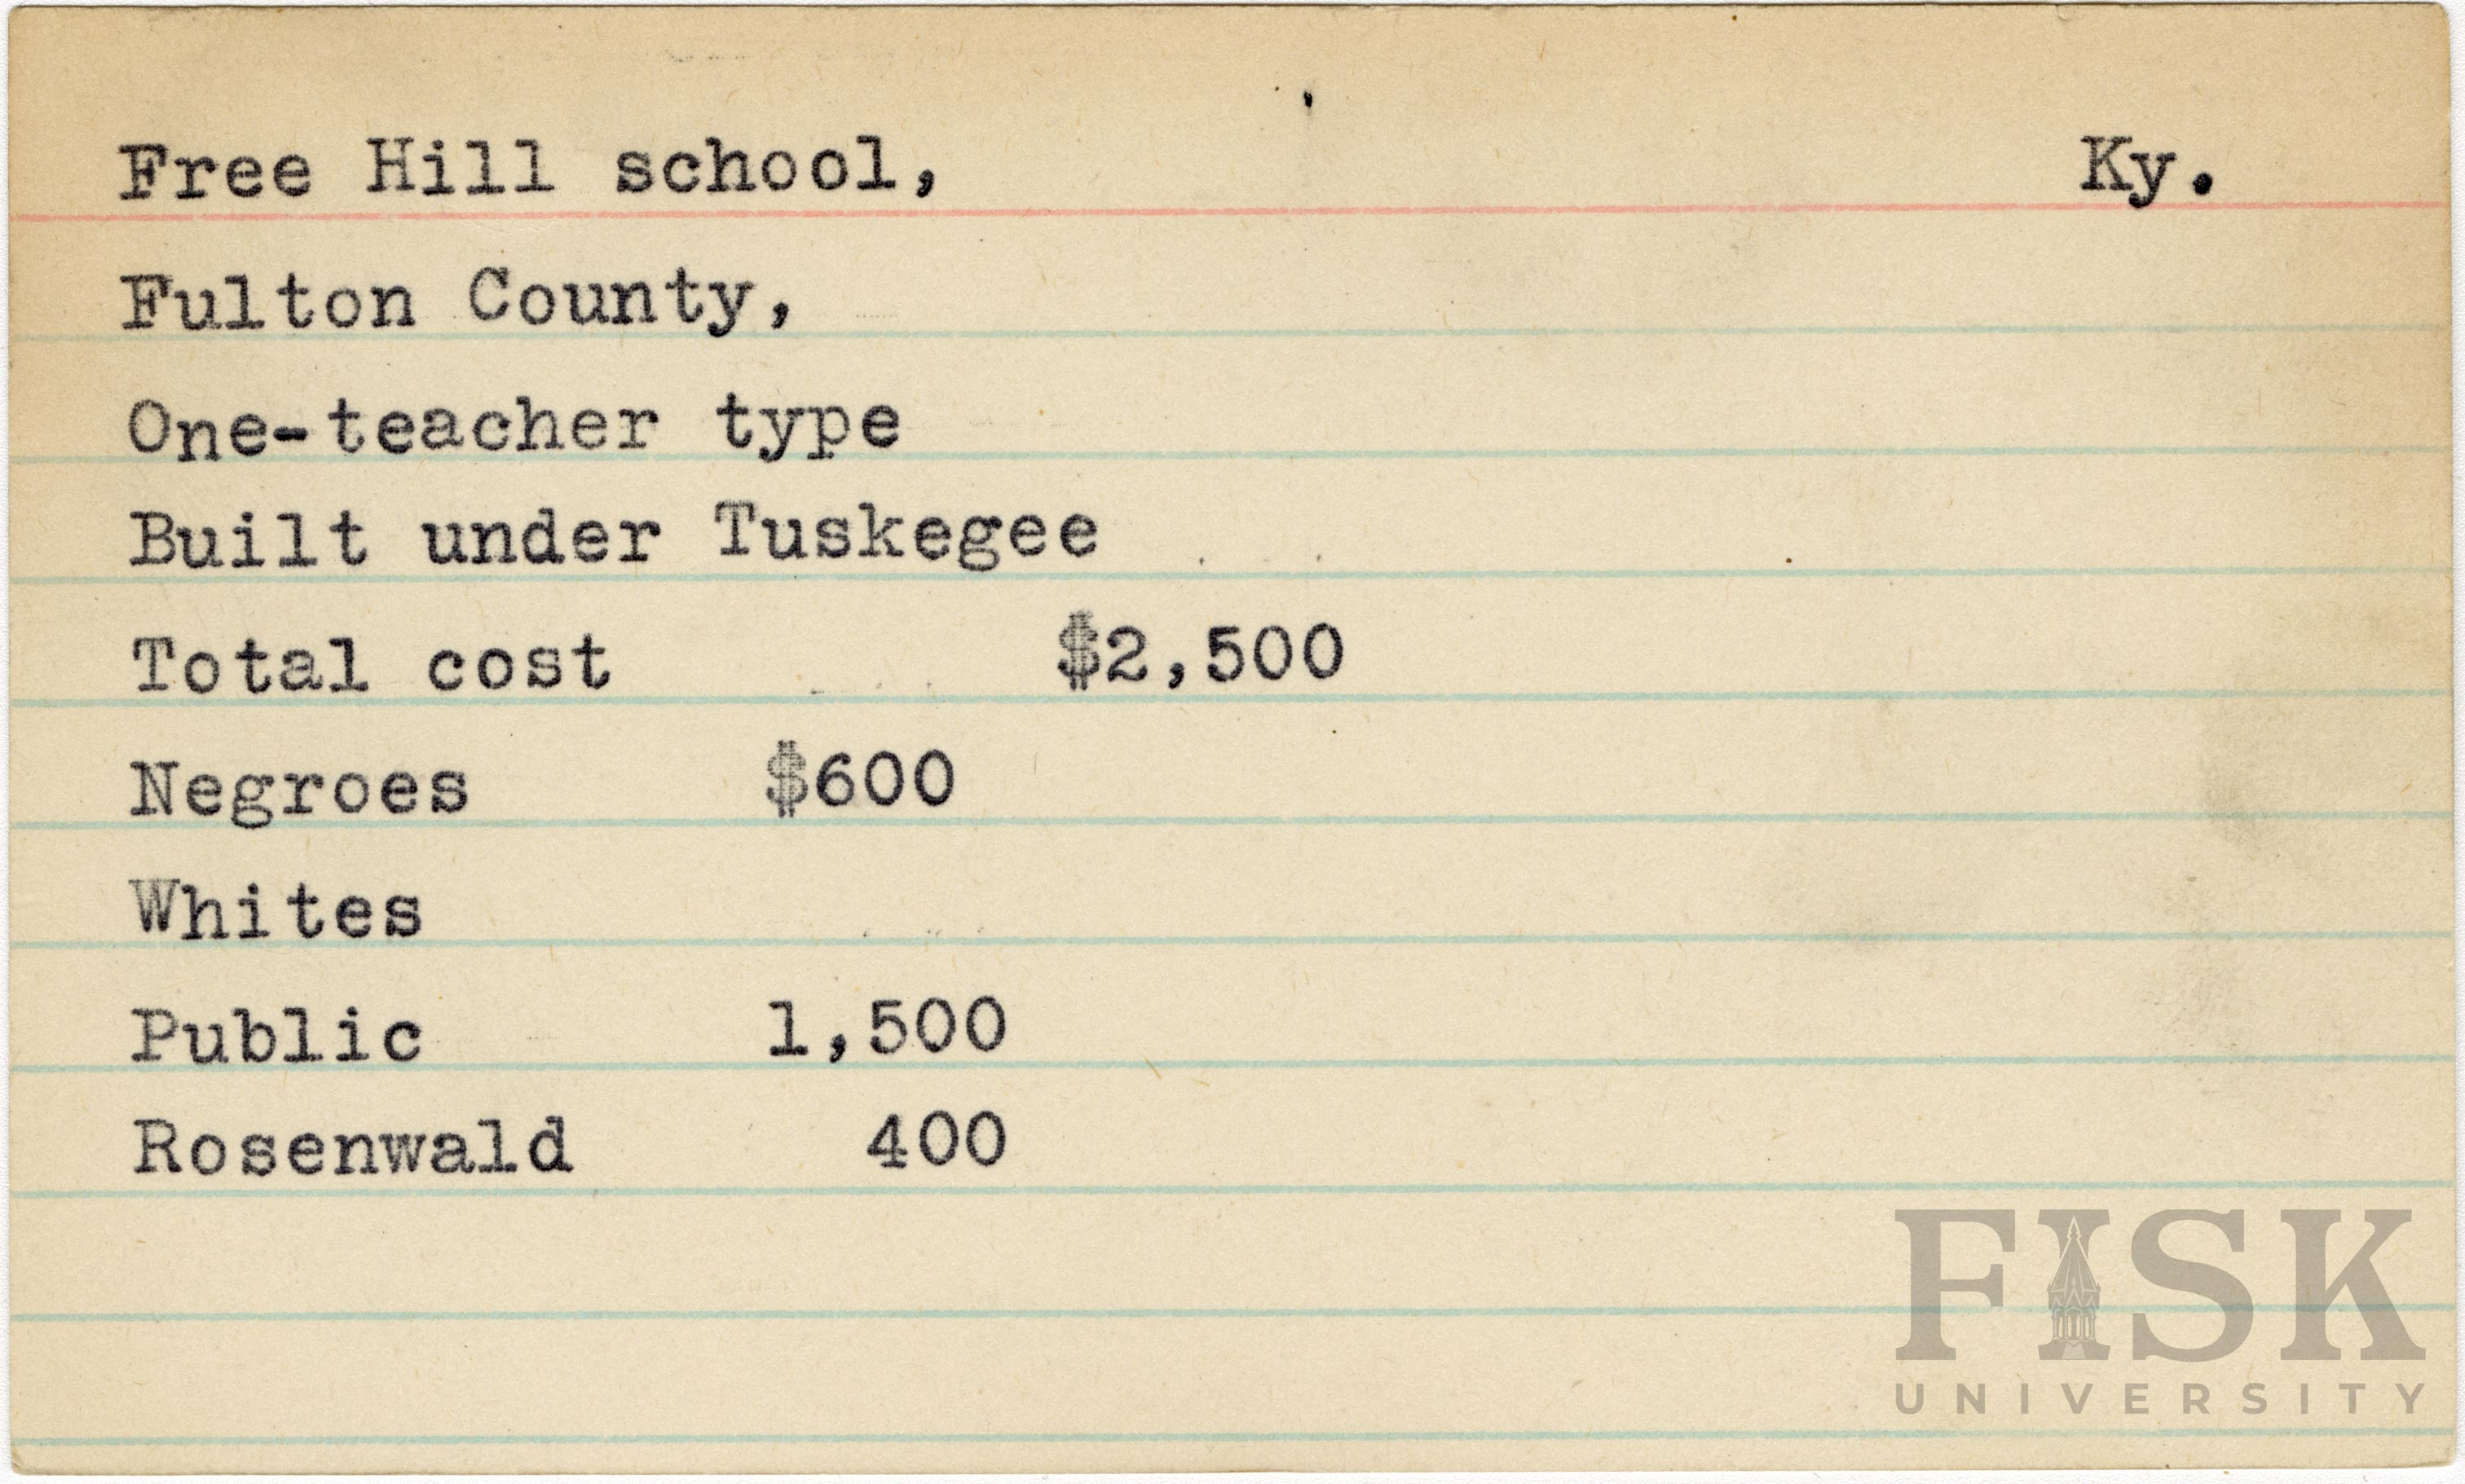 Free Hill school, Ky.
Fulton County,
One-teacher type
Built under Tuskegee
Total cost $2,500
Negroes $600
Whites
Public 1,500
Rosenwald 400
FISK
UNIVERSITY